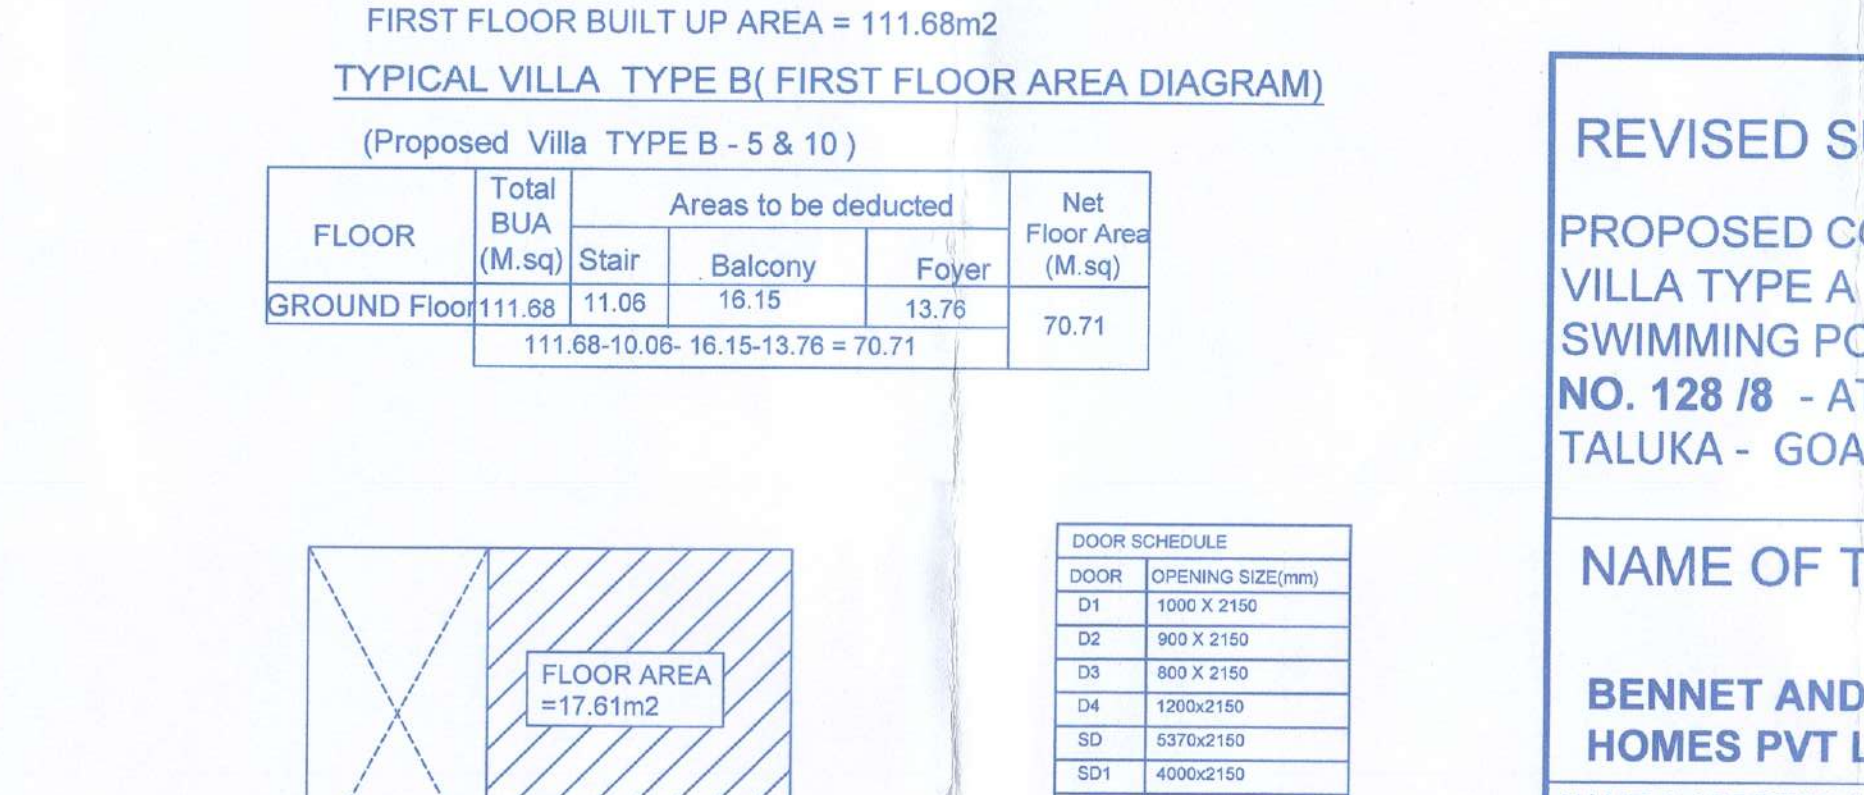 FIRST FLOOR BUILT UP AREA = 111.68m2
TYPICAL VILLA TYPE B( FIRST FLOOR AREA DIAGRAM)
(Proposed Villa TYPE B - 5 & 10 )
FLOOR
Total
BUA
(M.sq)
Areas to be deducted
Stair
Balcony
Foyer
Net
Floor Area
(M.sq)
GROUND Floor
111.68
11.06
16.15
13.76
70.71
111.68-10.06- 16.15-13.76 = 70.71
FLOOR AREA
=17.61m2
DOOR SCHEDULE
DOOR OPENING SIZE(mm)
D1 1000 X 2150
D2 900 X 2150
D3 800 X 2150
D4 1200x2150
SD 5370x2150
SD1 4000x2150
REVISED S
PROPOSED C
VILLA TYPE A
SWIMMING PO
NO. 128 /8 - AT
TALUKA - GOA
NAME OF T
BENNET AND
HOMES PVT L